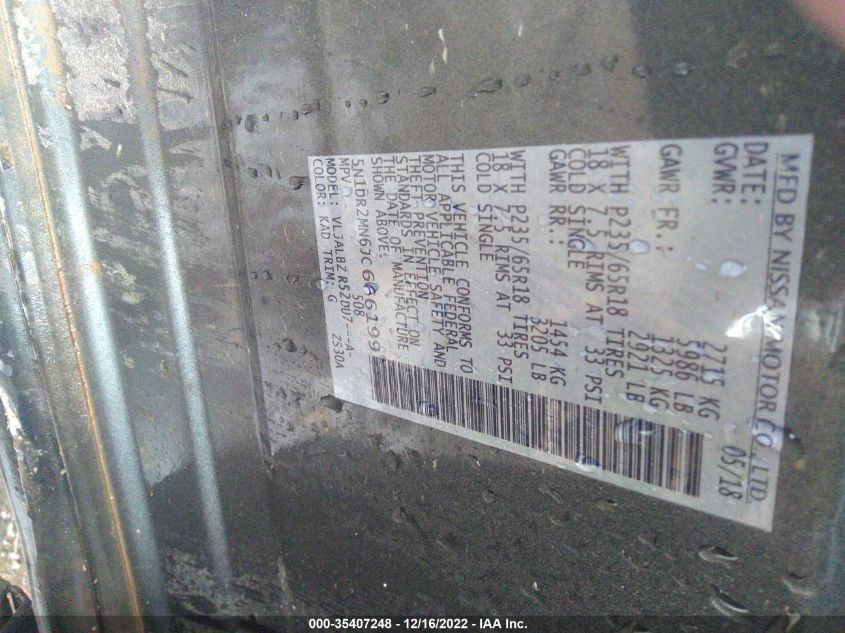 MFD BY NISSAN MOTOR CO., LTD
DATE: 05/18
GVWR: 2715 KG
5986 LB
GAWR FR.: 1325 KG
2921 LB
WITH P235/65R18 TIRES
18 X 7.5 RIMS AT 33 PSI
COLD SINGLE
GAWR RR.: 1454 KG
3205 LB
WITH P235/65R18 TIRES
18 X 7.5 RIMS AT 33 PSI
COLD SINGLE
THIS VEHICLE CONFORMS TO
ALL APPLICABLE FEDERAL
MOTOR VEHICLE SAFETY AND
THEFT PREVENTION
STANDARDS IN EFFECT ON
THE DATE OF MANUFACTURE
SHOWN ABOVE.
5N1DR2MN6JC666199
MPV 508
MODEL: VLJALBZ R52DU7---A-
COLOR: KAD TRIM: G 2S30A
000-35407248 - 12/16/2022 - IAA Inc.